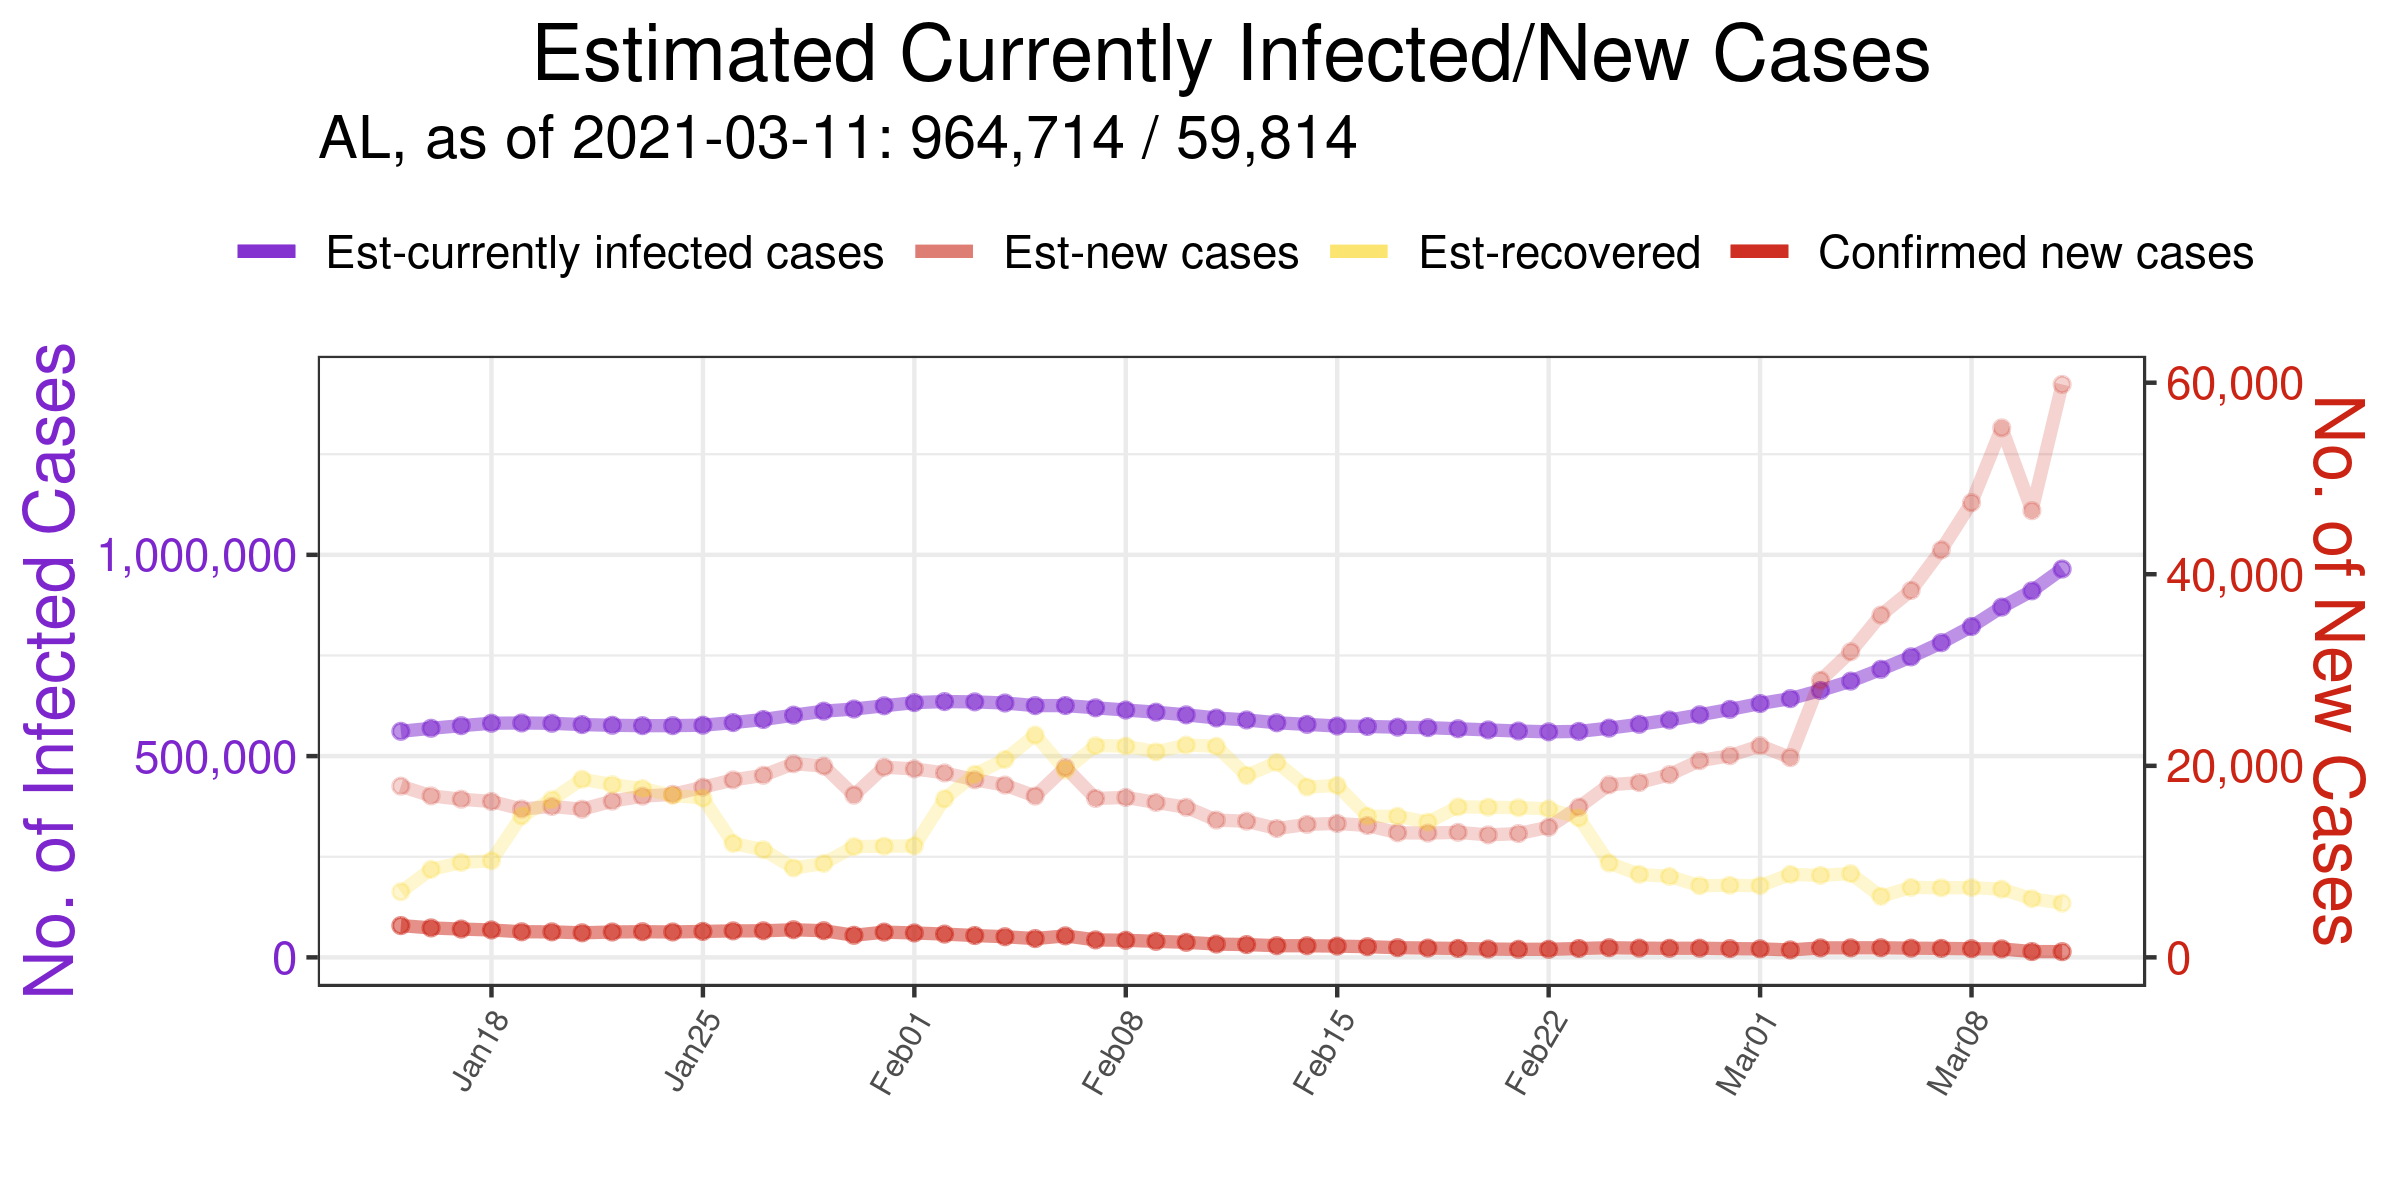 Estimated Currently Infected/New Cases
AL, as of 2021-03-11: 964,714 / 59,814
Est-currently infected cases Est-new cases Est-recovered Confirmed new cases
No. of Infected Cases
1,000,000
500,000
0
60,000
40,000
20,000
0
No. of New Cases
Jan18 Jan25 Feb01 Feb08 Feb15 Feb22 Mar01 Mar08